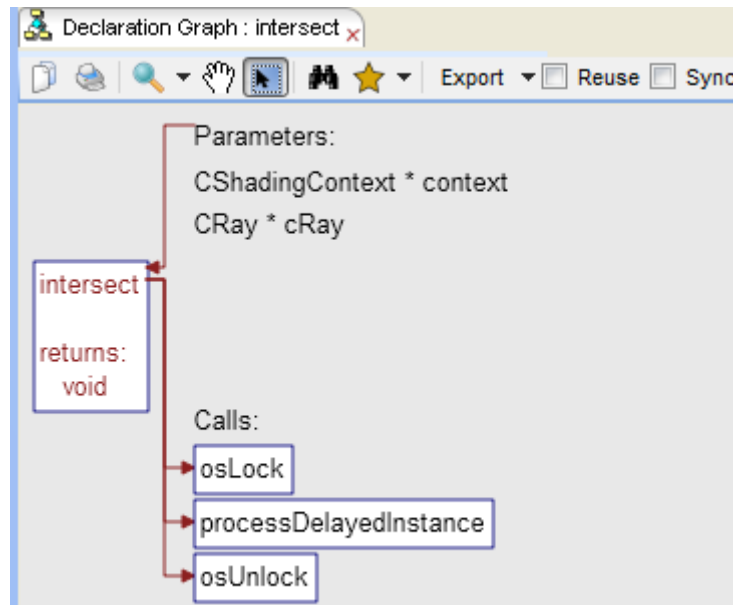 Declaration Graph : intersect
Export Reuse Sync
Parameters:
CShadingContext * context
CRay * cRay
intersect
returns:
void
Calls:
osLock
processDelayedInstance
osUnlock